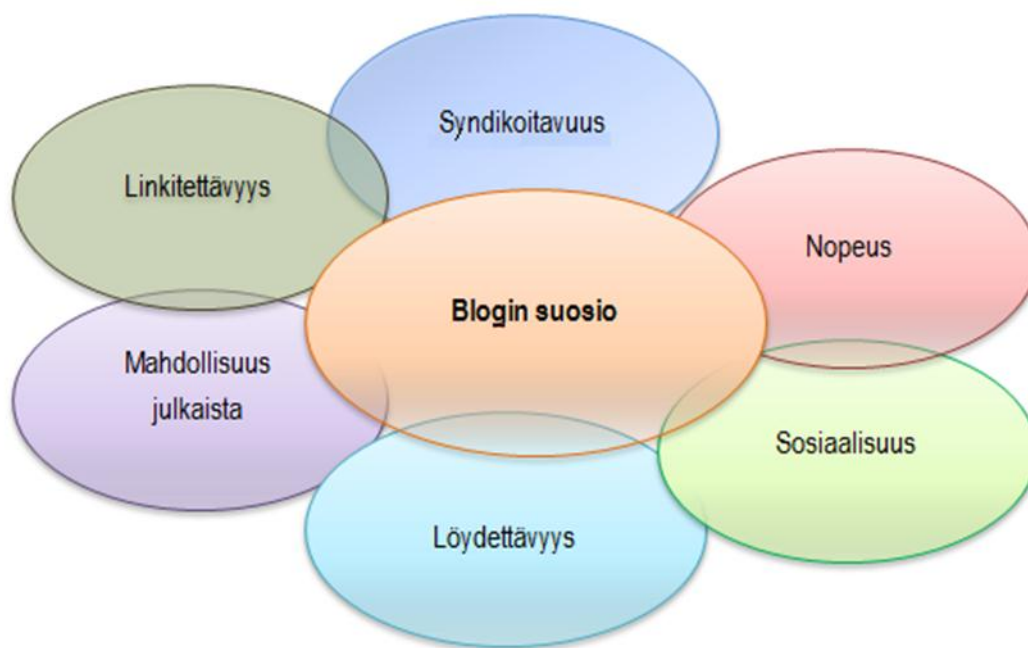 Syndikoitavuus
Linkitettävyys
Nopeus
Blogin suosio
Mahdollisuus
julkaista
Sosiaalisuus
Löydettävyys